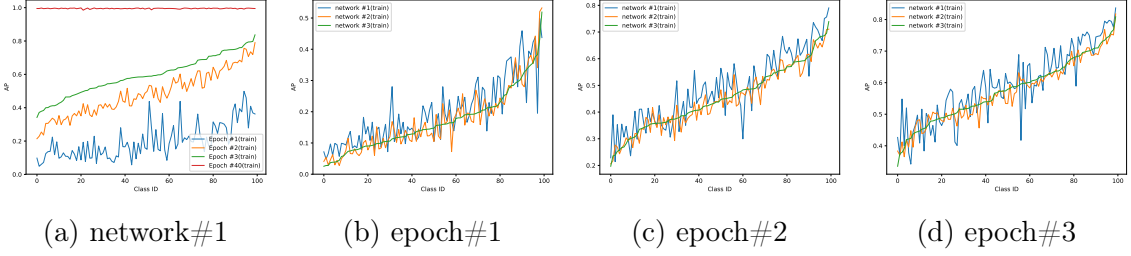 1.0
0.8
0.6
0.4
0.2
0.0
AP
0 20 40 60 80 100
Class ID
Epoch #1(train)
Epoch #2(train)
Epoch #3(train)
Epoch #40(train)
(a) network#1
0.5
0.4
0.3
0.2
0.1
0.0
AP
0 20 40 60 80 100
Class ID
network #1(train)
network #2(train)
network #3(train)
(b) epoch#1
0.8
0.7
0.6
0.5
0.4
0.3
0.2
AP
0 20 40 60 80 100
Class ID
network #1(train)
network #2(train)
network #3(train)
(c) epoch#2
0.8
0.7
0.6
0.5
0.4
AP
0 20 40 60 80 100
Class ID
network #1(train)
network #2(train)
network #3(train)
(d) epoch#3